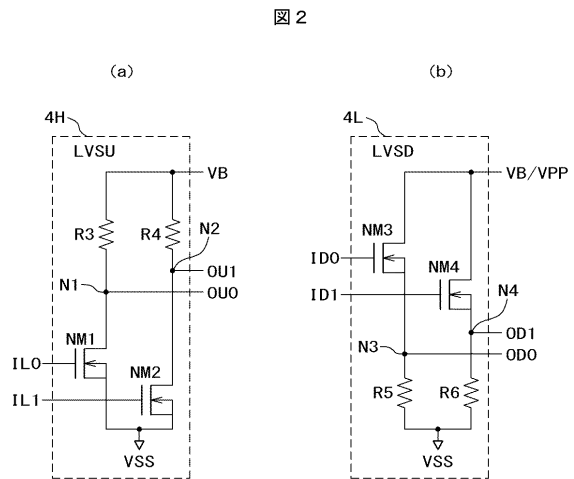 図2
(a)
4H
LVSU
VB
R3
R4
N2
N1
OU1
OU0
NM1
IL0
NM2
IL1
VSS
(b)
4L
LVSD
VB/VPP
NM3
ID0
NM4
ID1
N4
OD1
N3
OD0
R5
R6
VSS